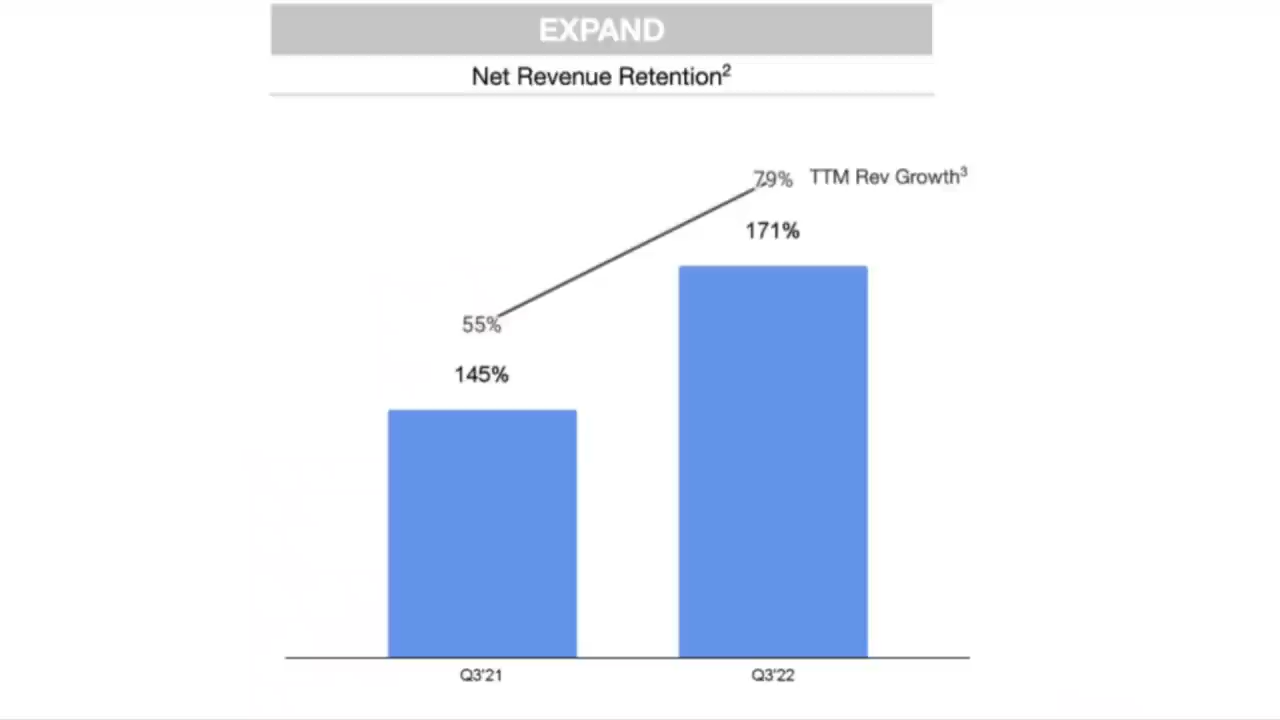 EXPAND
Net Revenue Retention²
79% TTM Rev Growth³
171%
55%
145%
Q3'21 Q3'22